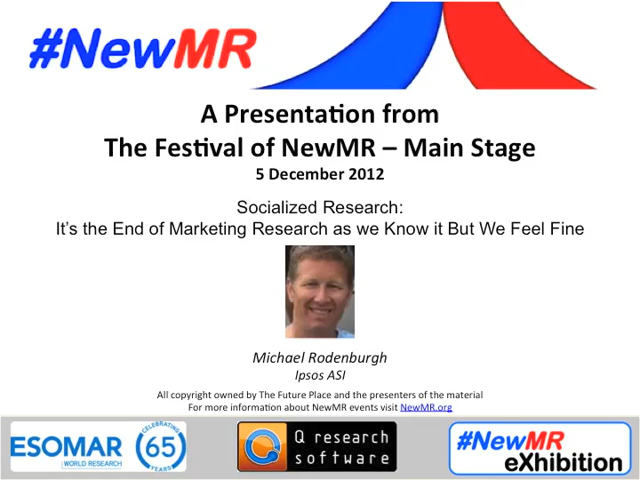 #NewMR
A Presentation from
The Festival of NewMR – Main Stage
5 December 2012
Socialized Research:
It's the End of Marketing Research as we Know it But We Feel Fine
Michael Rodenburgh
Ipsos ASI
All copyright owned by The Future Place and the presenters of the material
For more information about NewMR events visit NewMR.org
ESOMAR
WORLD RESEARCH
CELEBRATING
65
YEARS
Q research
software
#NewMR
eXhibition